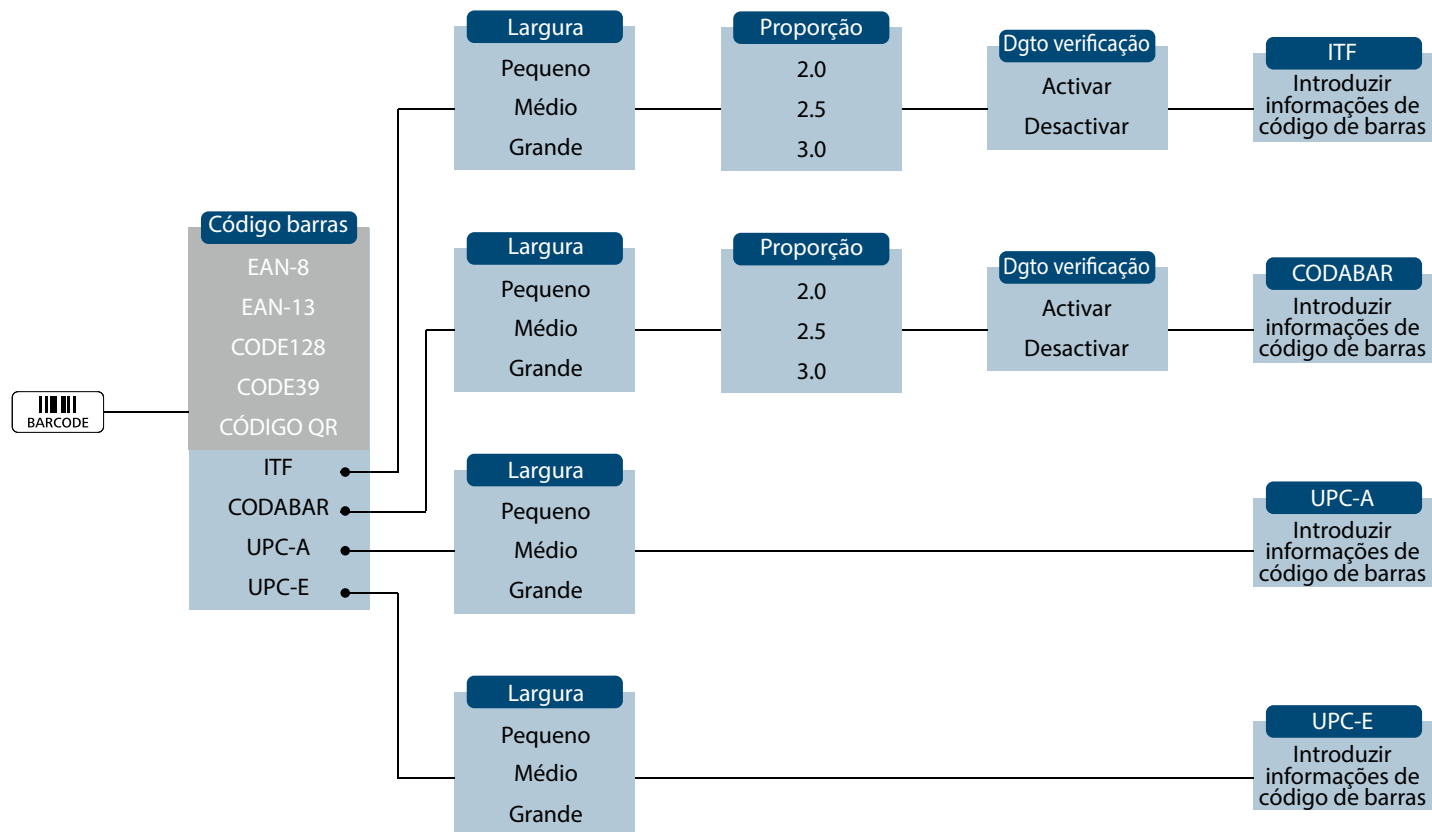 BARCODE
Código barras
EAN-8
EAN-13
CODE128
CODE39
CÓDIGO QR
ITF
CODABAR
UPC-A
UPC-E
Largura
Pequeno
Médio
Grande
Proporção
2.0
2.5
3.0
Dgto verificação
Activar
Desactivar
ITF
Introduzir
informações de
código de barras
Largura
Pequeno
Médio
Grande
Proporção
2.0
2.5
3.0
Dgto verificação
Activar
Desactivar
CODABAR
Introduzir
informações de
código de barras
Largura
Pequeno
Médio
Grande
UPC-A
Introduzir
informações de
código de barras
Largura
Pequeno
Médio
Grande
UPC-E
Introduzir
informações de
código de barras